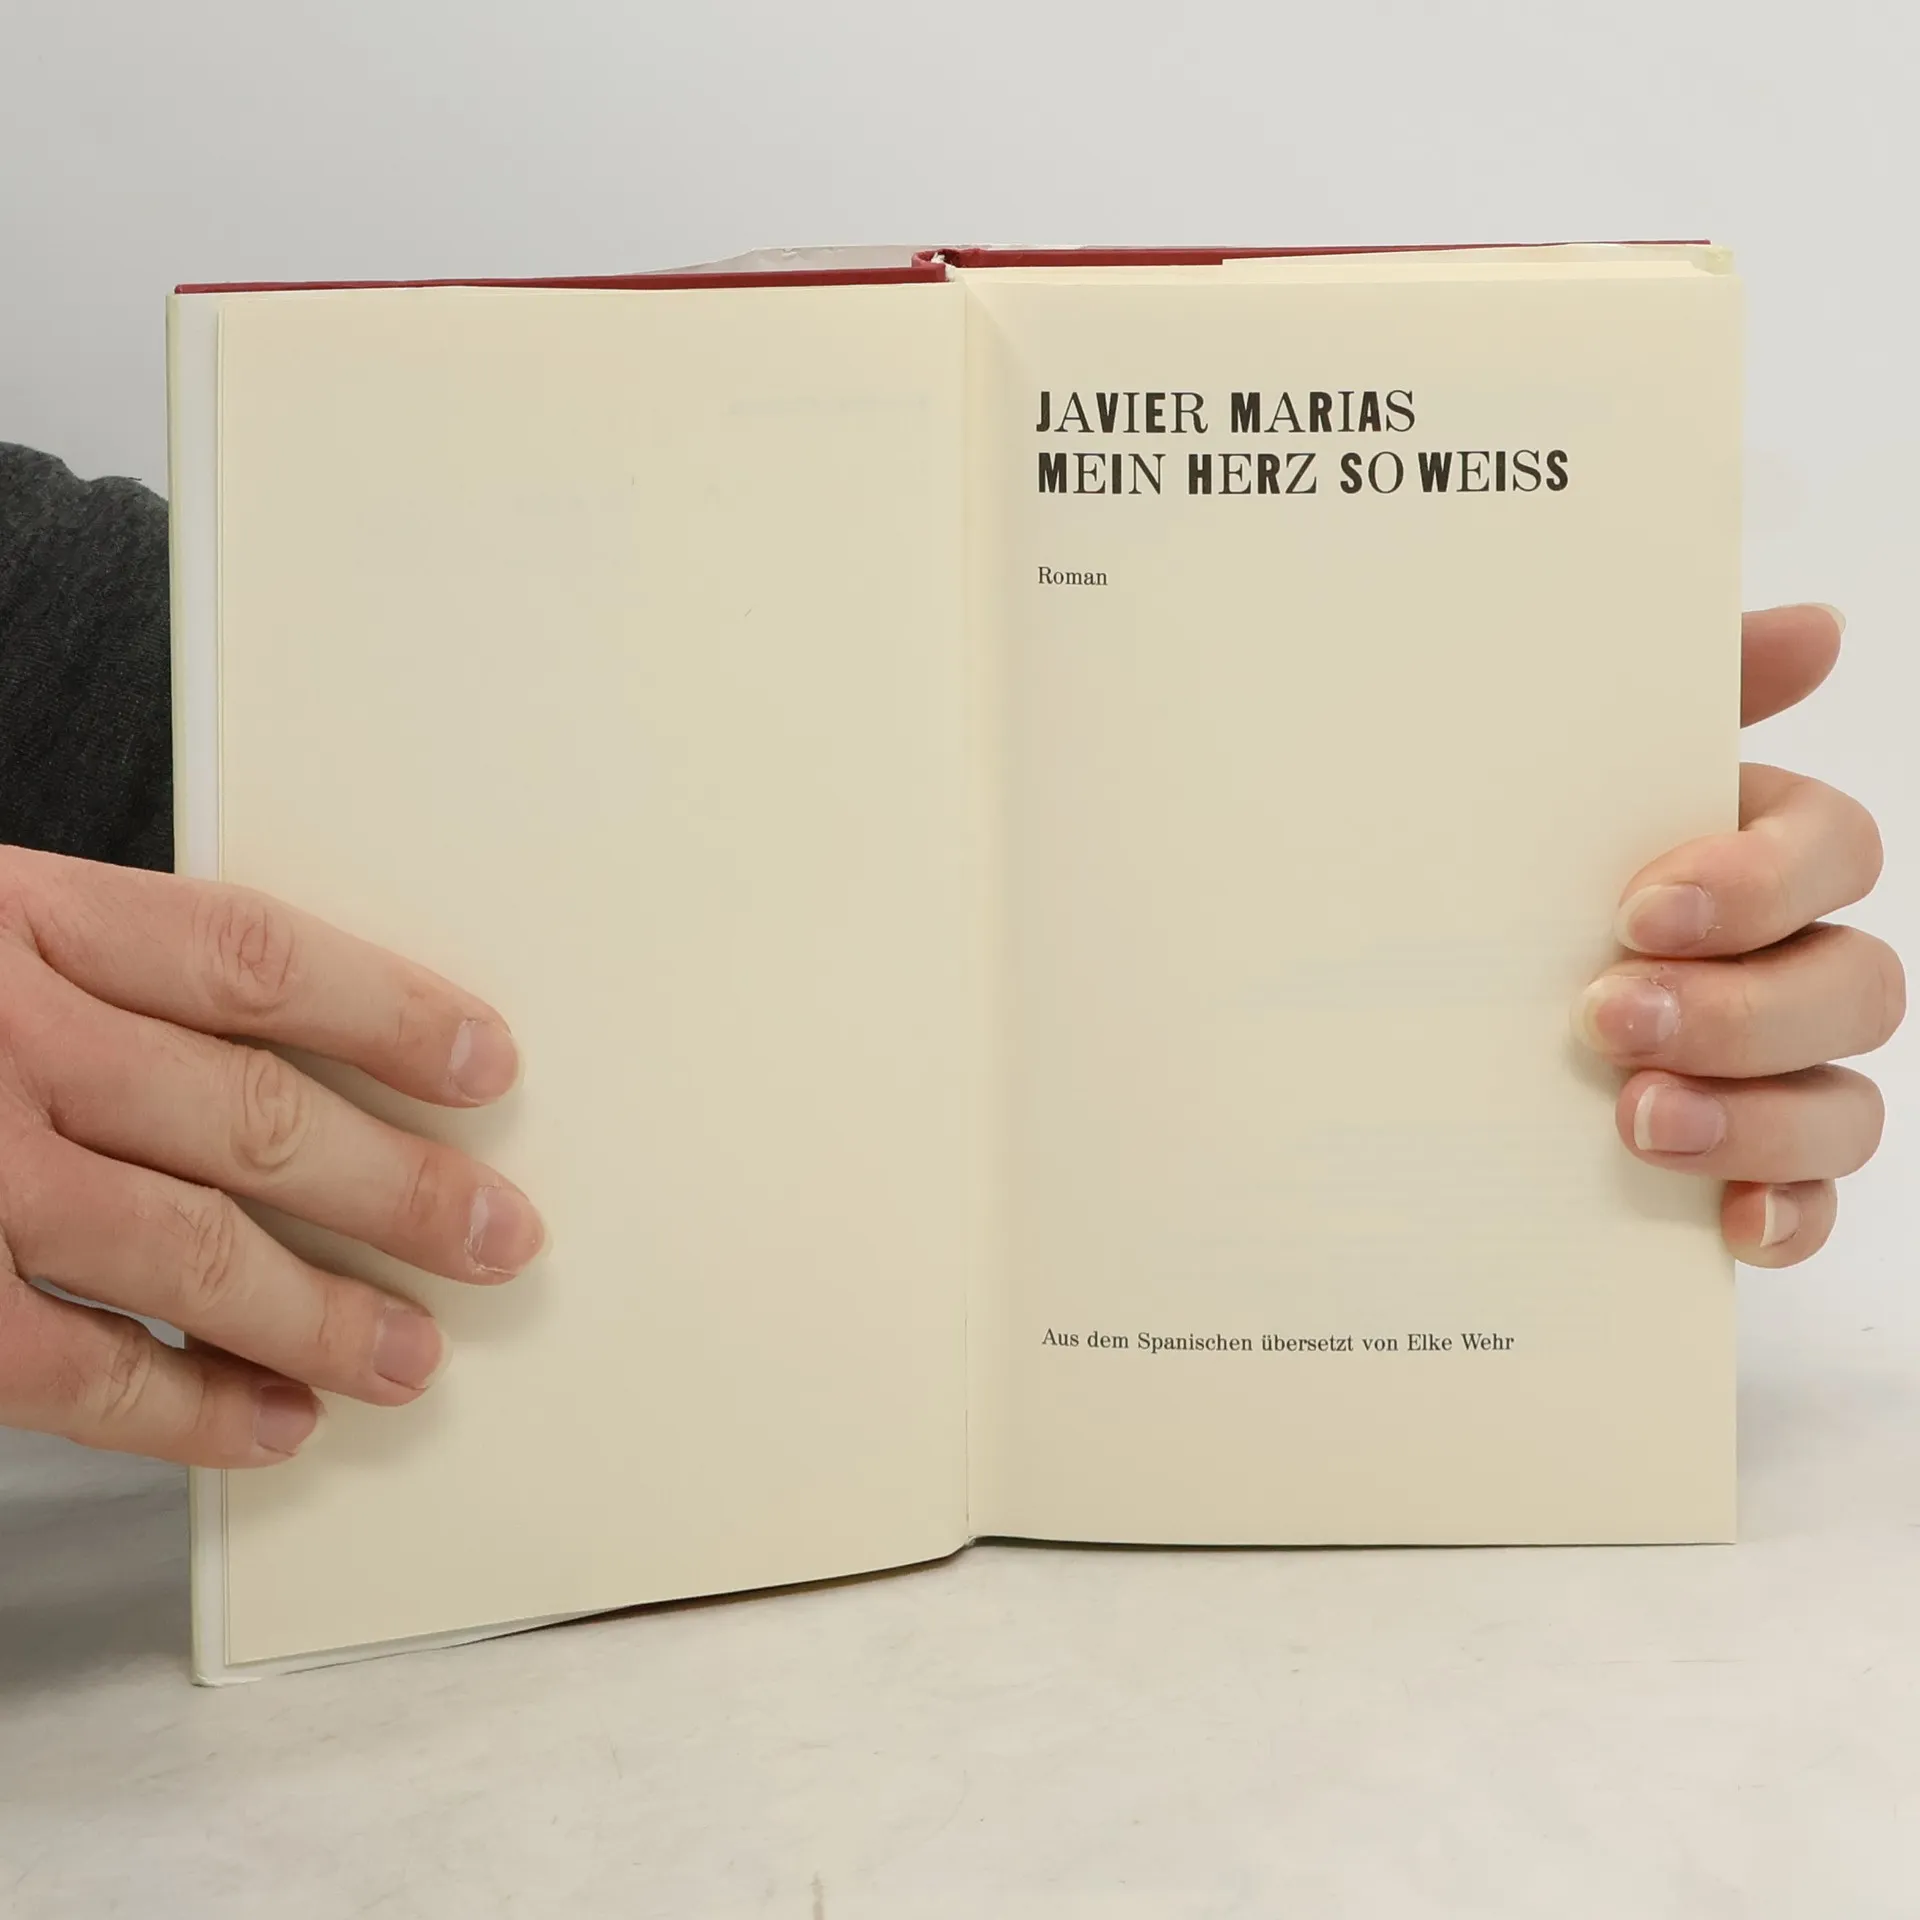 JAVIER MARIAS
MEIN HERZ SO WEISS
Roman
Aus dem Spanischen übersetzt von Elke Wehr